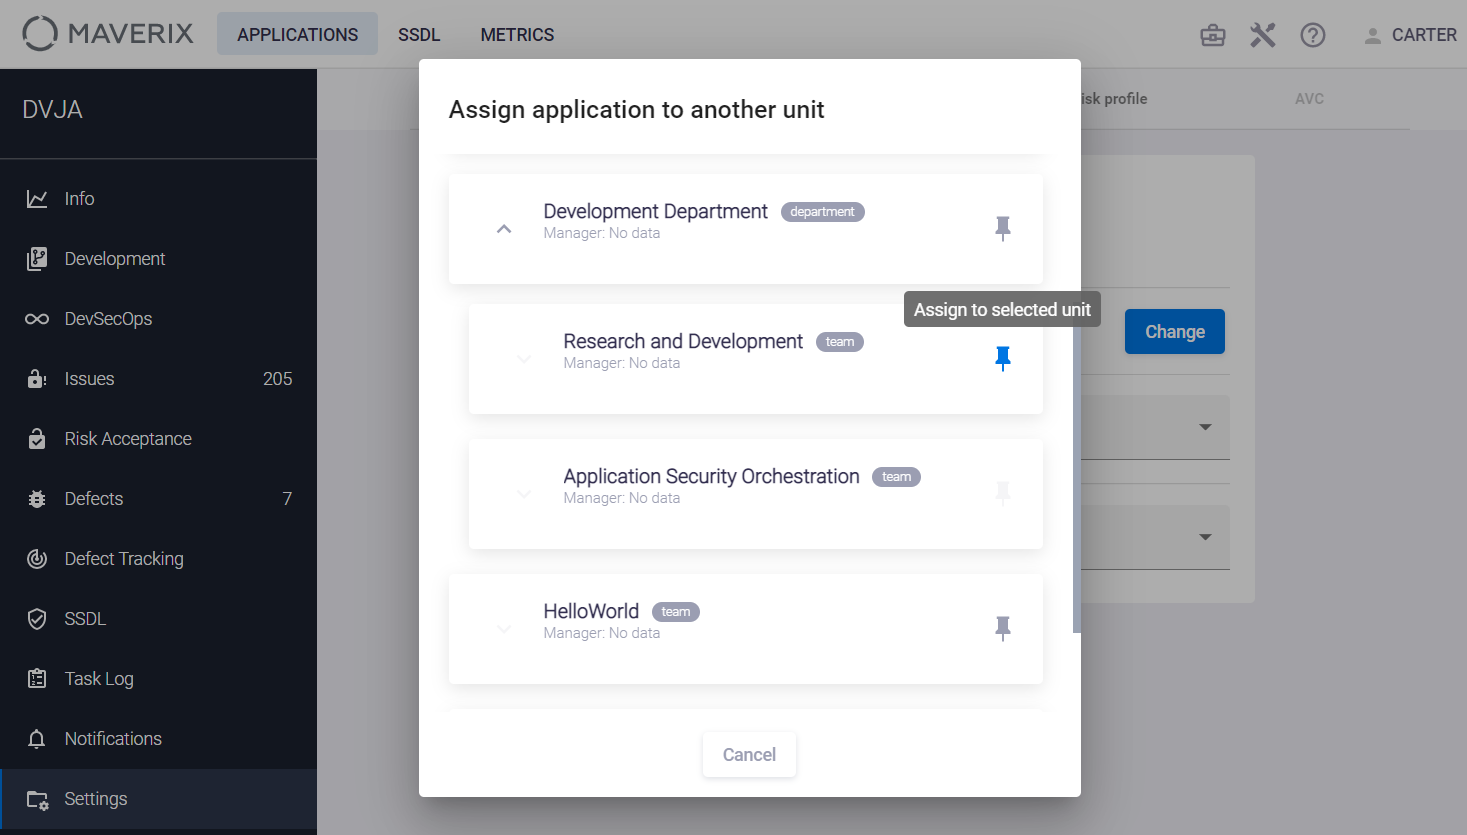 MAVERIX
APPLICATIONS
SSDL
METRICS
CARTER
DVJA
Info
Development
DevSecOps
Issues 205
Risk Acceptance
Defects 7
Defect Tracking
SSDL
Task Log
Notifications
Settings
isk profile
AVC
Change
Assign application to another unit
Development Department department
Manager: No data
Assign to selected unit
Research and Development team
Manager: No data
Application Security Orchestration team
Manager: No data
HelloWorld team
Manager: No data
Cancel